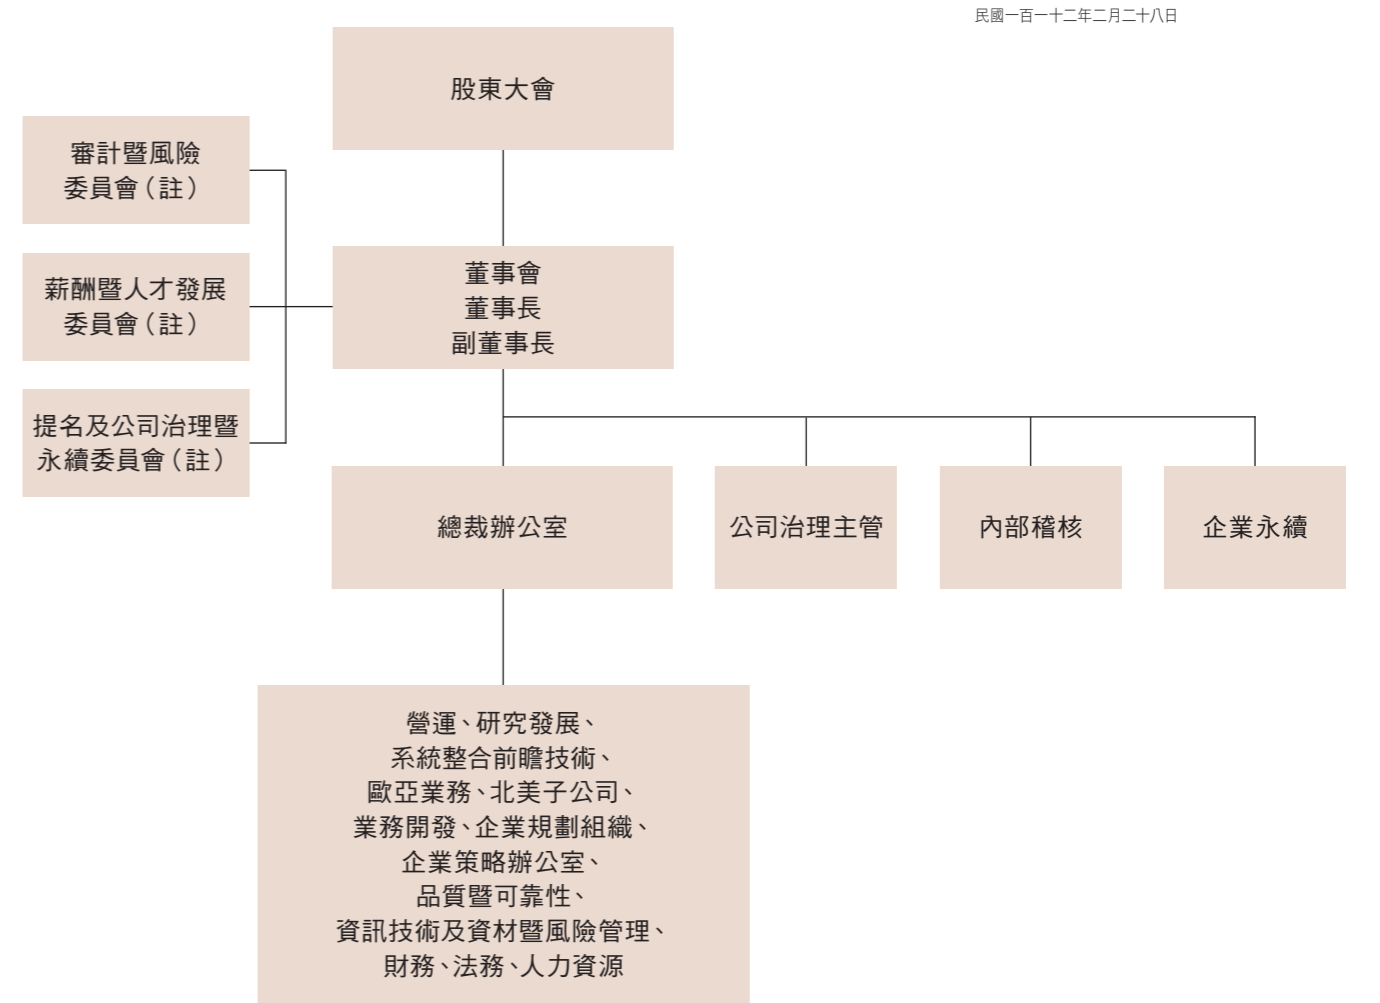 民國一百一十二年二月二十八日
股東大會
審計暨風險
委員會（註）
薪酬暨人才發展
委員會（註）
提名及公司治理暨
永續委員會（註）
董事會
董事長
副董事長
總裁辦公室
公司治理主管
內部稽核
企業永續
營運、研究發展、
系統整合前瞻技術、
歐亞業務、北美子公司、
業務開發、企業規劃組織、
企業策略辦公室、
品質暨可靠性、
資訊技術及資材暨風險管理、
財務、法務、人力資源